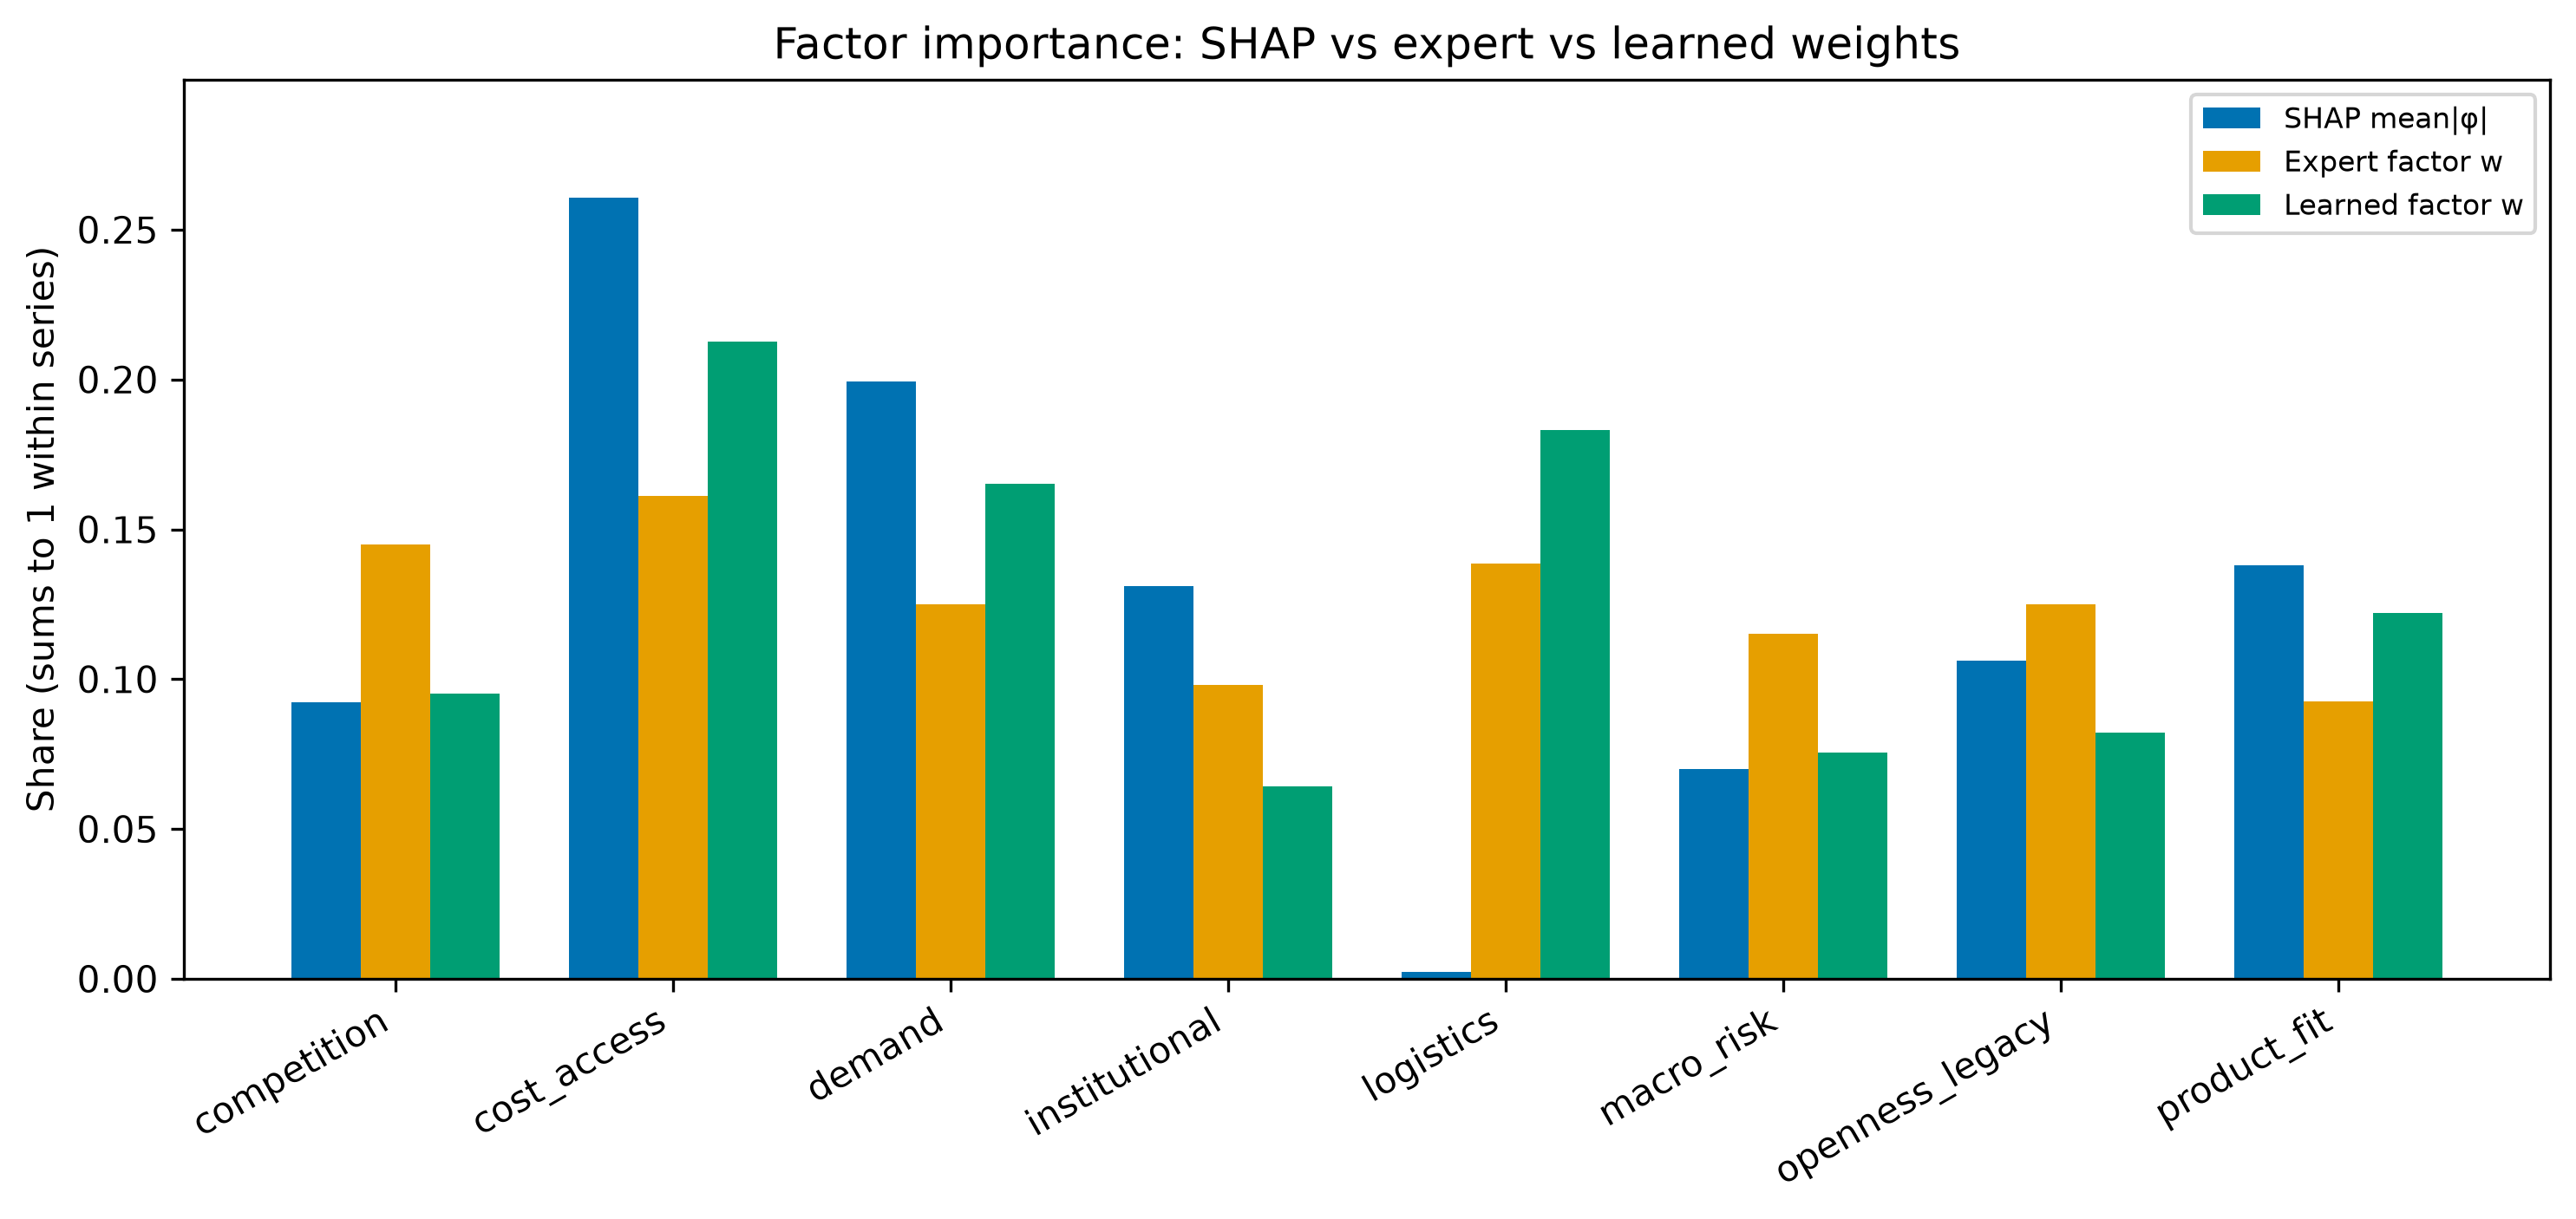 Factor importance: SHAP vs expert vs learned weights
SHAP mean|φ|
Expert factor w
Learned factor w
Share (sums to 1 within series)
0.25
0.20
0.15
0.10
0.05
0.00
competition
cost_access
demand
institutional
logistics
macro_risk
openness_legacy
product_fit